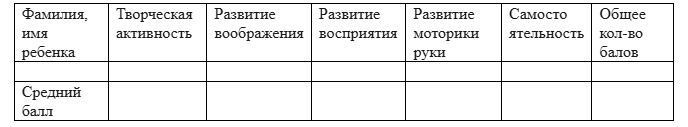 Фамилия,
имя
ребенка
Творческая
активность
Развитие
воображения
Развитие
восприятия
Развитие
моторики
руки
Самосто
ятельность
Общее
кол-во
балов
Средний
балл